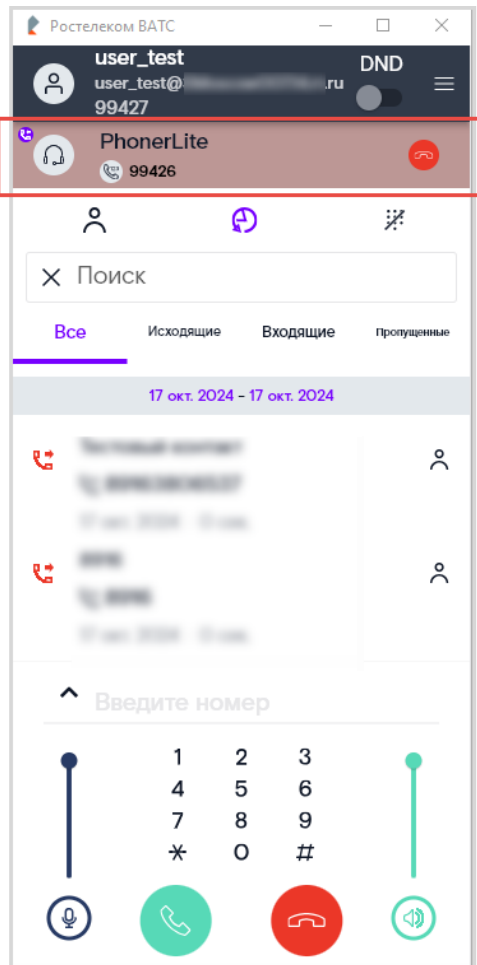 Ростелеком ВАТС
user_test
DND
user_test@ .ru
99427
PhonerLite
99426
Поиск
Все Исходящие Входящие Пропущенные
17 окт. 2024 - 17 окт. 2024
Введите номер
1 2 3
4 5 6
7 8 9
* 0 #